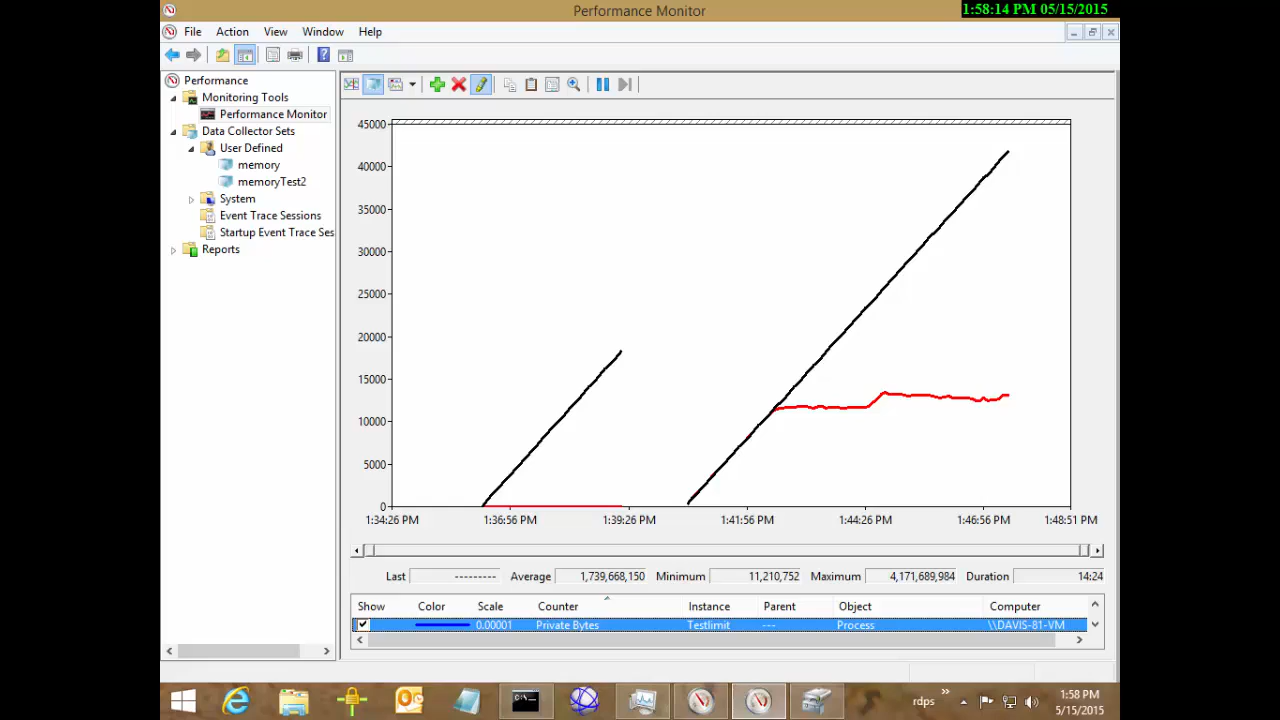 Performance Monitor
1:58:14 PM 05/15/2015
File Action View Window Help
Performance
Monitoring Tools
Performance Monitor
Data Collector Sets
User Defined
memory
memoryTest2
System
Event Trace Sessions
Startup Event Trace Ses
Reports
45000
40000
35000
30000
25000
20000
15000
10000
5000
0
1:34:26 PM 1:36:56 PM 1:39:26 PM 1:41:56 PM 1:44:26 PM 1:46:56 PM 1:48:51 PM
Last --------- Average 1,739,668,150 Minimum 11,210,752 Maximum 4,171,689,984 Duration 14:24
Show Color Scale Counter Instance Parent Object Computer
0.00001 Private Bytes Testlimit --- Process \\DAVIS-81-VM
rdps
1:58 PM
5/15/2015